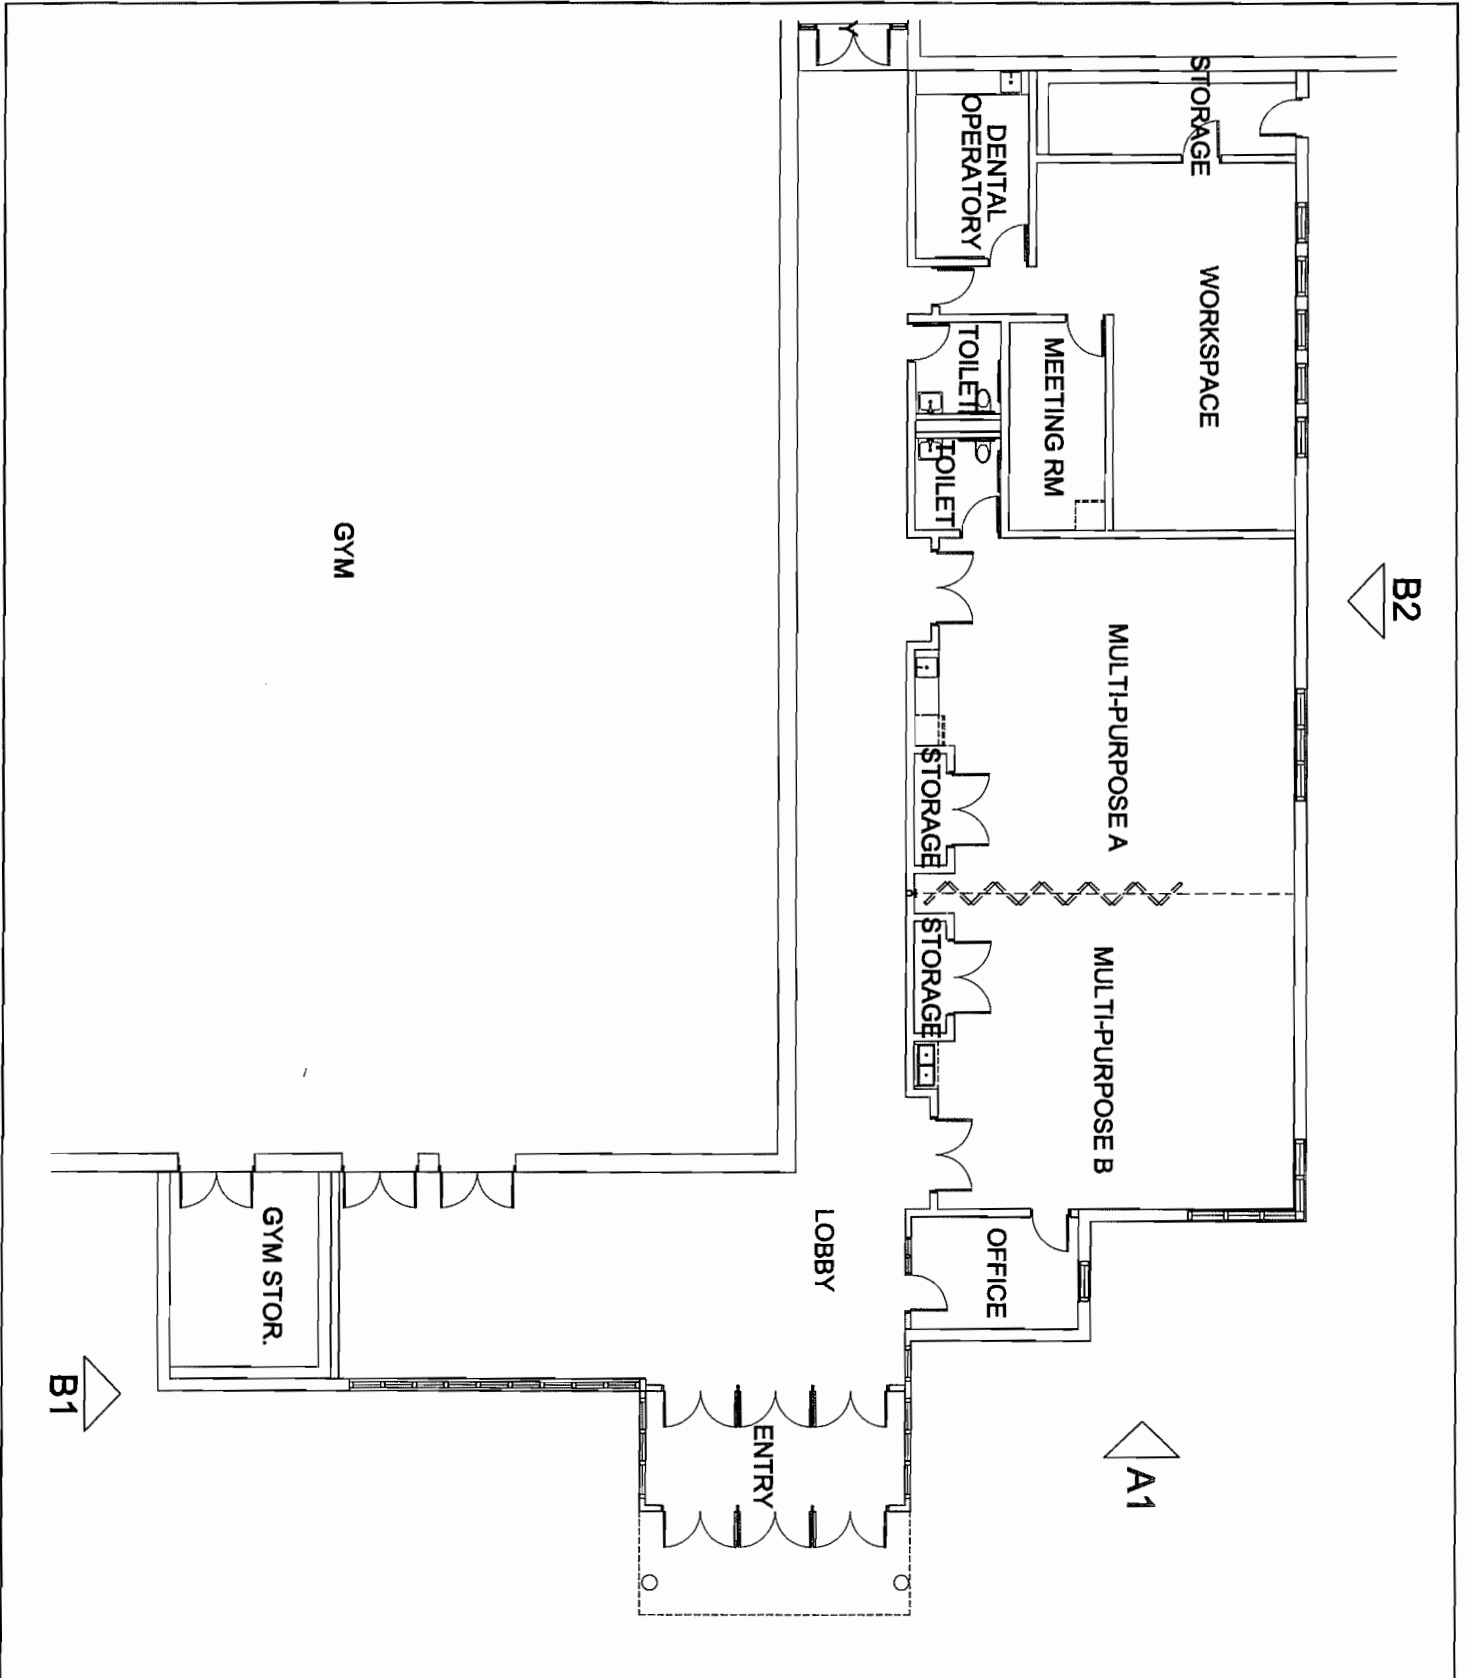 Y
STORAGE
DENTAL
OPERATORY
WORKSPACE
TOILET
MEETING RM
TOILET
GYM
B2
MULTI-PURPOSE A
STORAGE
STORAGE
MULTI-PURPOSE B
LOBBY
OFFICE
GYM STOR.
B1
ENTRY
A1